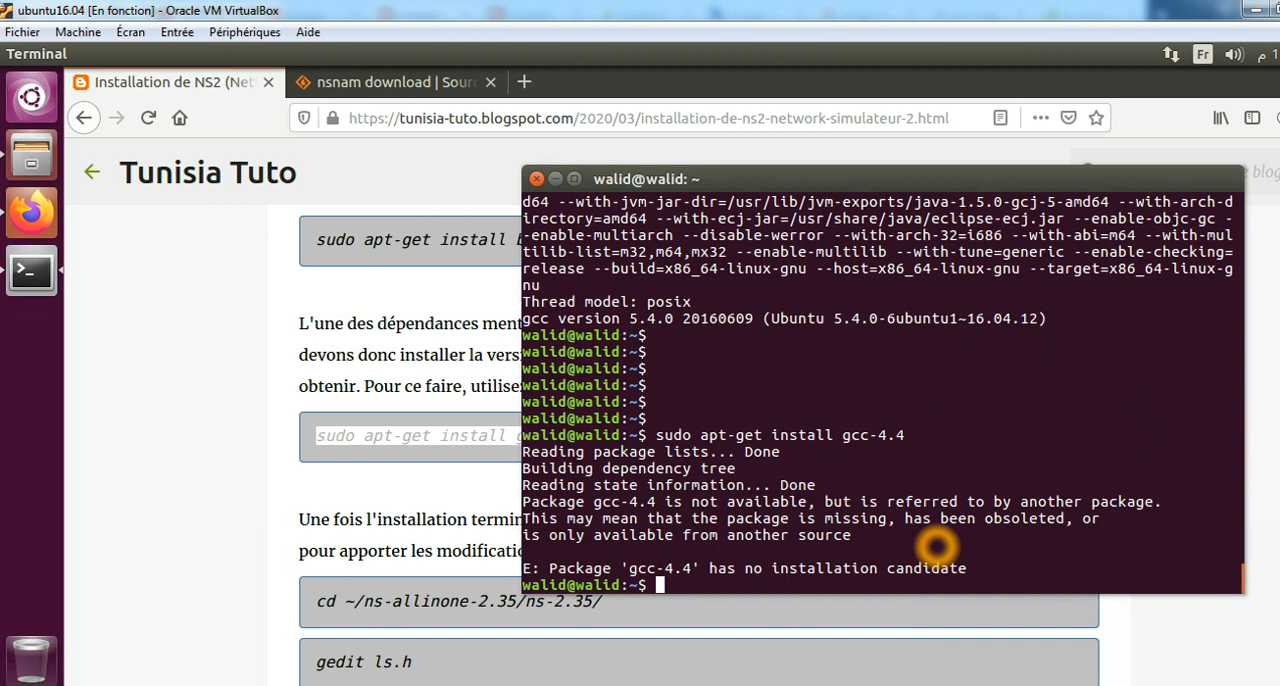 ubuntu16.04 [En fonction] - Oracle VM VirtualBox
Fichier Machine Écran Entrée Périphériques Aide
Terminal
Fr
Installation de NS2 (Net
nsnam download | Sour
https://tunisia-tuto.blogspot.com/2020/03/installation-de-ns2-network-simulateur-2.html
Tunisia Tuto
blog
sudo apt-get install b
L'une des dépendances ment
devons donc installer la vers
obtenir. Pour ce faire, utilise
sudo apt-get install g
Une fois l'installation termin
pour apporter les modificatio
cd ~/ns-allinone-2.35/ns-2.35/
gedit ls.h
walid@walid: ~
d64 --with-jvm-jar-dir=/usr/lib/jvm-exports/java-1.5.0-gcj-5-amd64 --with-arch-d
irectory=amd64 --with-ecj-jar=/usr/share/java/eclipse-ecj.jar --enable-objc-gc -
-enable-multiarch --disable-werror --with-arch-32=i686 --with-abi=m64 --with-mul
tilib-list=m32,m64,mx32 --enable-multilib --with-tune=generic --enable-checking=
release --build=x86_64-linux-gnu --host=x86_64-linux-gnu --target=x86_64-linux-g
nu
Thread model: posix
gcc version 5.4.0 20160609 (Ubuntu 5.4.0-6ubuntu1~16.04.12)
walid@walid:~$
walid@walid:~$
walid@walid:~$
walid@walid:~$
walid@walid:~$
walid@walid:~$
walid@walid:~$ sudo apt-get install gcc-4.4
Reading package lists... Done
Building dependency tree
Reading state information... Done
Package gcc-4.4 is not available, but is referred to by another package.
This may mean that the package is missing, has been obsoleted, or
is only available from another source
E: Package 'gcc-4.4' has no installation candidate
walid@walid:~$